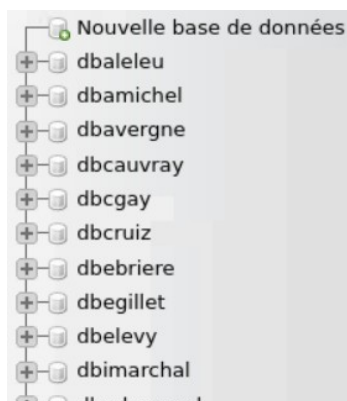 Nouvelle base de données
dbaleleu
dbamichel
dbavergne
dbcauvray
dbcgay
dbcruiz
dbebriere
dbegillet
dbelevy
dbimarchal